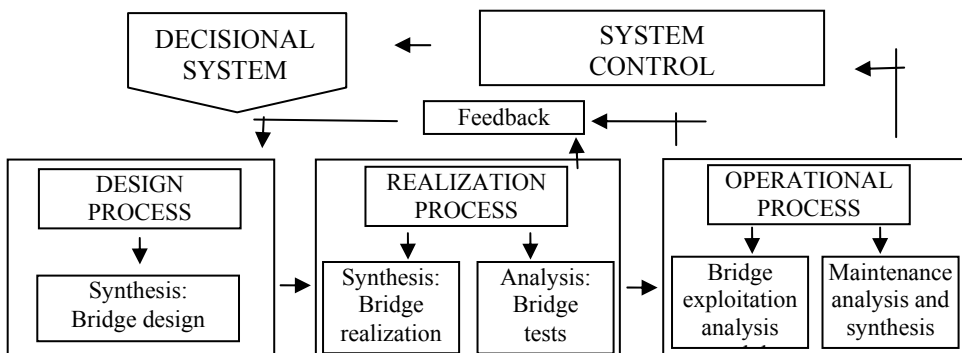 DECISIONAL
SYSTEM
SYSTEM
CONTROL
Feedback
DESIGN
PROCESS
Synthesis:
Bridge design
REALIZATION
PROCESS
Synthesis:
Bridge
realization
Analysis:
Bridge
tests
OPERATIONAL
PROCESS
Bridge
exploitation
analysis
Maintenance
analysis and
synthesis